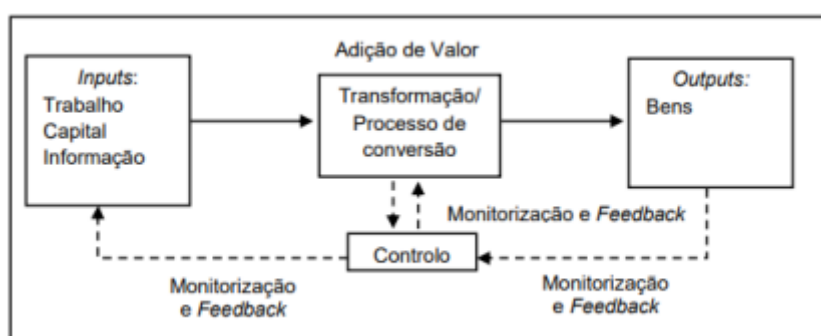 Adição de Valor
Inputs:
Trabalho
Capital
Informação
Transformação/
Processo de
conversão
Outputs:
Bens
Monitorização e Feedback
Controlo
Monitorização
e Feedback
Monitorização
e Feedback